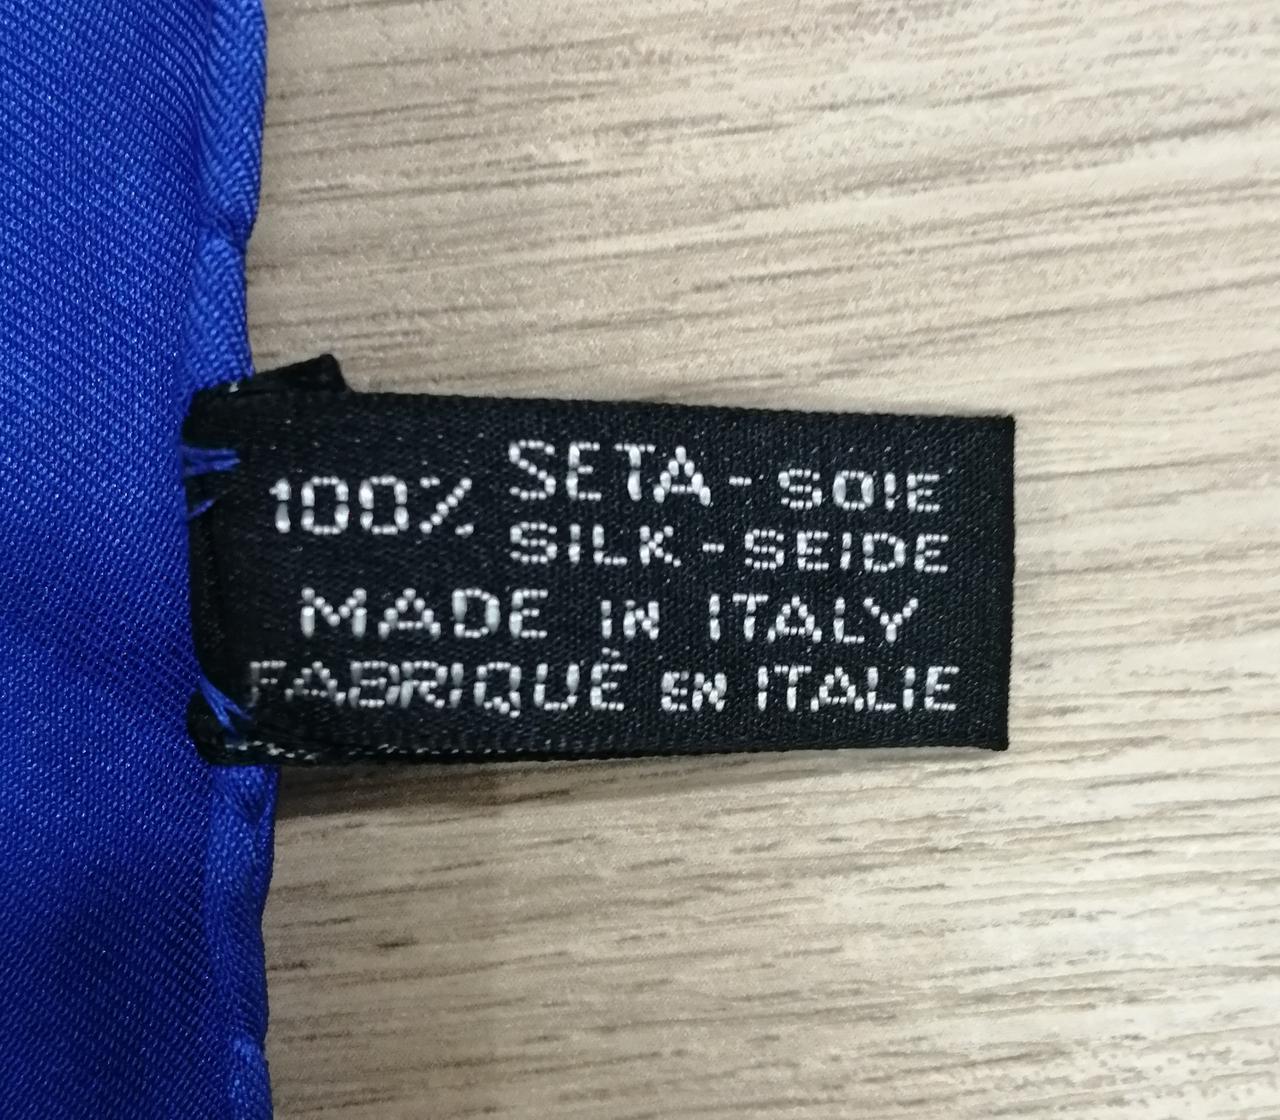 100% SETA - SOIE
SILK - SEIDE
MADE IN ITALY
FABRIQUÈ EN ITALIE